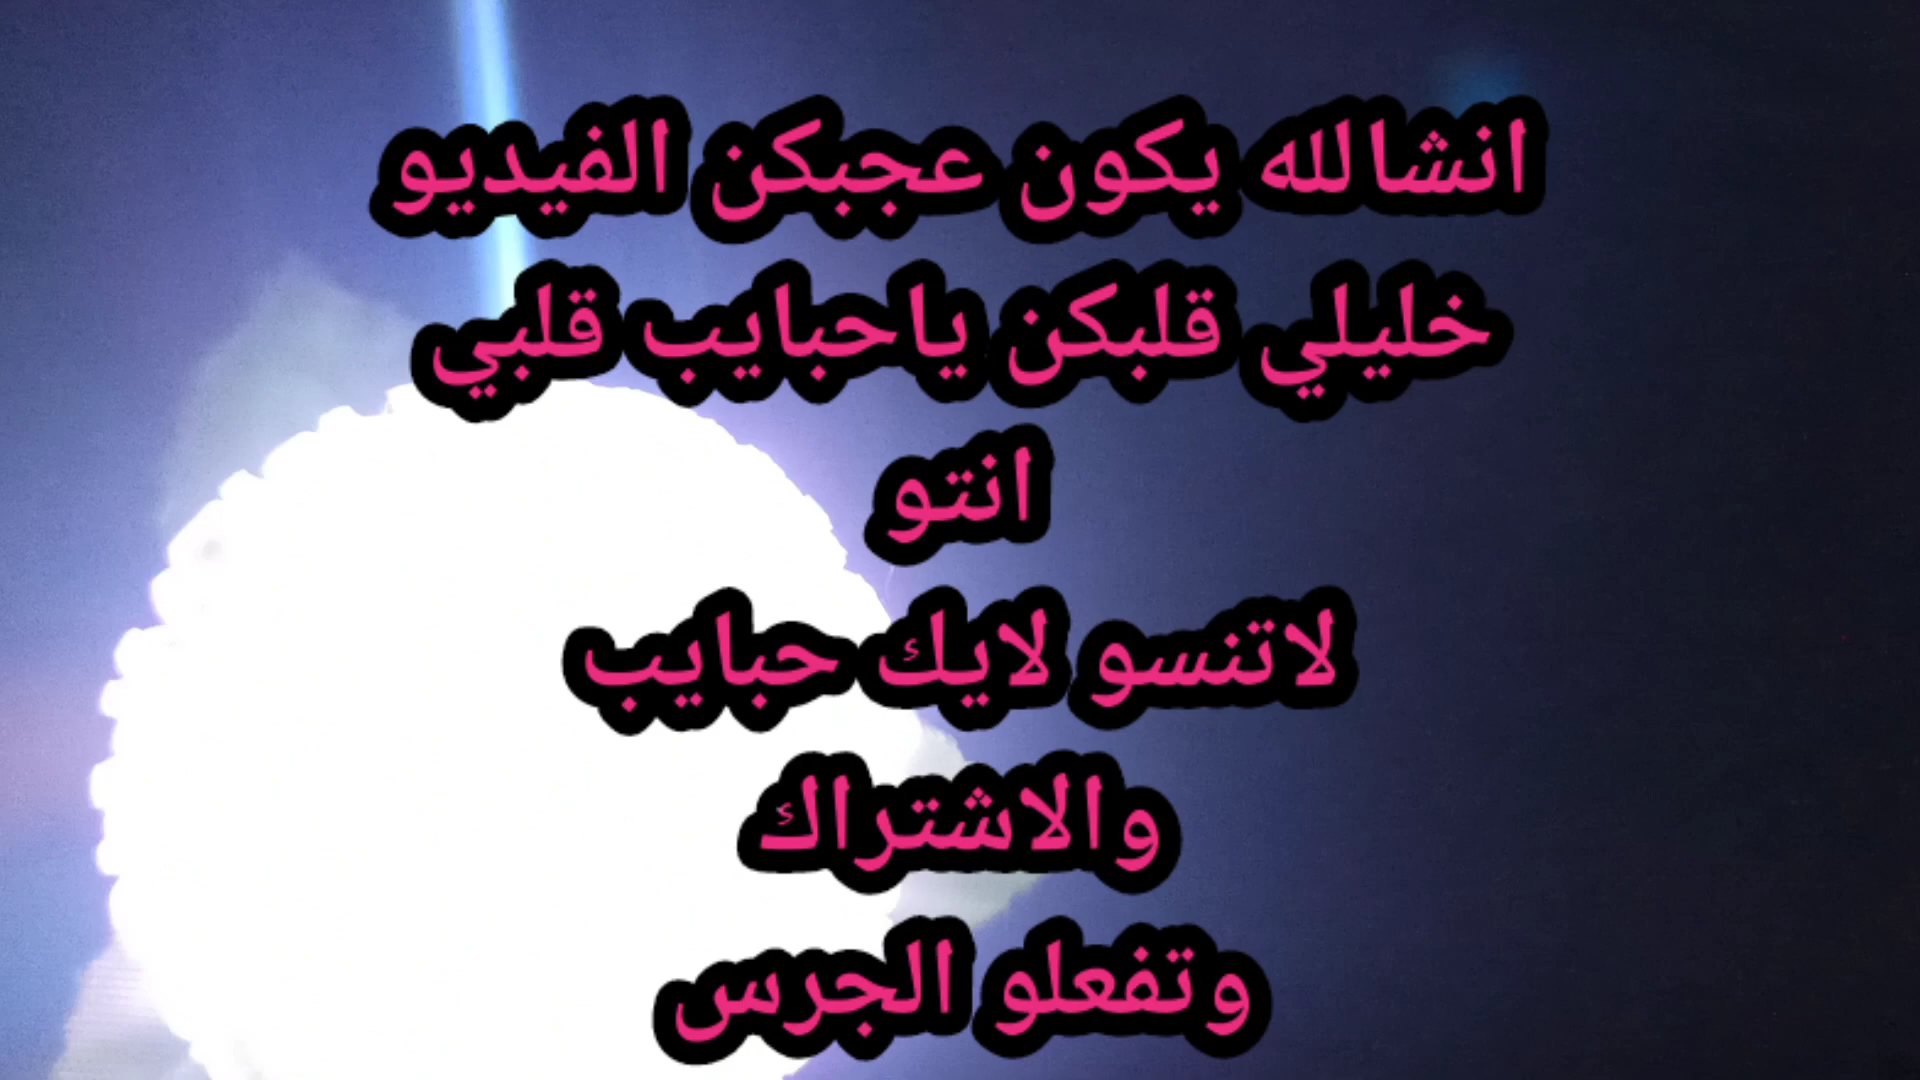 انشالله يكون عجبكن الفيديو
خليلي قلبكن ياحبايب قلبي
انتو
لاتنسو لايك حبايب
والاشتراك
وتفعلو الجرس